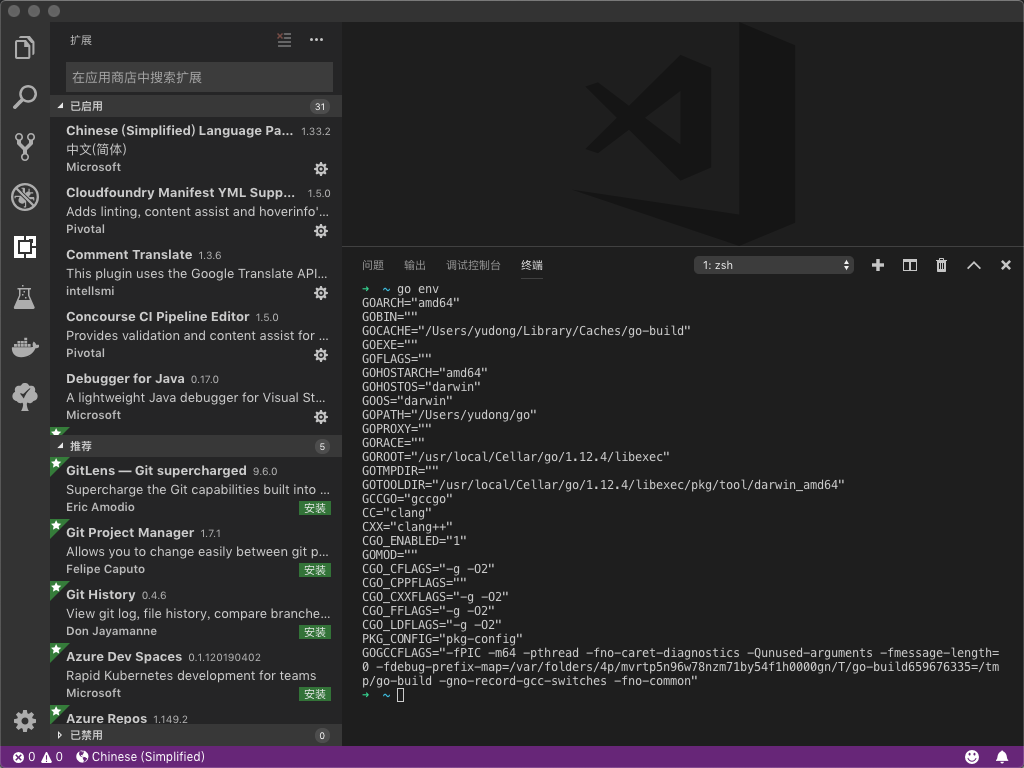 扩展
在应用商店中搜索扩展
已启用 31
Chinese (Simplified) Language Pa... 1.33.2
中文(简体)
Microsoft
Cloudfoundry Manifest YML Supp... 1.5.0
Adds linting, content assist and hoverinfo'...
Pivotal
Comment Translate 1.3.6
This plugin uses the Google Translate API...
intellsmi
Concourse CI Pipeline Editor 1.5.0
Provides validation and content assist for ...
Pivotal
Debugger for Java 0.17.0
A lightweight Java debugger for Visual St...
Microsoft
推荐 5
GitLens — Git supercharged 9.6.0
Supercharge the Git capabilities built into ...
Eric Amodio 安装
Git Project Manager 1.7.1
Allows you to change easily between git p...
Felipe Caputo 安装
Git History 0.4.6
View git log, file history, compare branche...
Don Jayamanne 安装
Azure Dev Spaces 0.1.120190402
Rapid Kubernetes development for teams
Microsoft 安装
Azure Repos 1.149.2
已禁用 0
问题 输出 调试控制台 终端 1: zsh
➜ ~ go env
GOARCH="amd64"
GOBIN=""
GOCACHE="/Users/yudong/Library/Caches/go-build"
GOEXE=""
GOFLAGS=""
GOHOSTARCH="amd64"
GOHOSTOS="darwin"
GOOS="darwin"
GOPATH="/Users/yudong/go"
GOPROXY=""
GORACE=""
GOROOT="/usr/local/Cellar/go/1.12.4/libexec"
GOTMPDIR=""
GOTOOLDIR="/usr/local/Cellar/go/1.12.4/libexec/pkg/tool/darwin_amd64"
GCCGO="gccgo"
CC="clang"
CXX="clang++"
CGO_ENABLED="1"
GOMOD=""
CGO_CFLAGS="-g -O2"
CGO_CPPFLAGS=""
CGO_CXXFLAGS="-g -O2"
CGO_FFLAGS="-g -O2"
CGO_LDFLAGS="-g -O2"
PKG_CONFIG="pkg-config"
GOGCCFLAGS="-fPIC -m64 -pthread -fno-caret-diagnostics -Qunused-arguments -fmessage-length=
0 -fdebug-prefix-map=/var/folders/4p/mvrtp5n96w78nzm71by54f1h0000gn/T/go-build659676335=/tm
p/go-build -gno-record-gcc-switches -fno-common"
➜ ~
0 0 Chinese (Simplified)